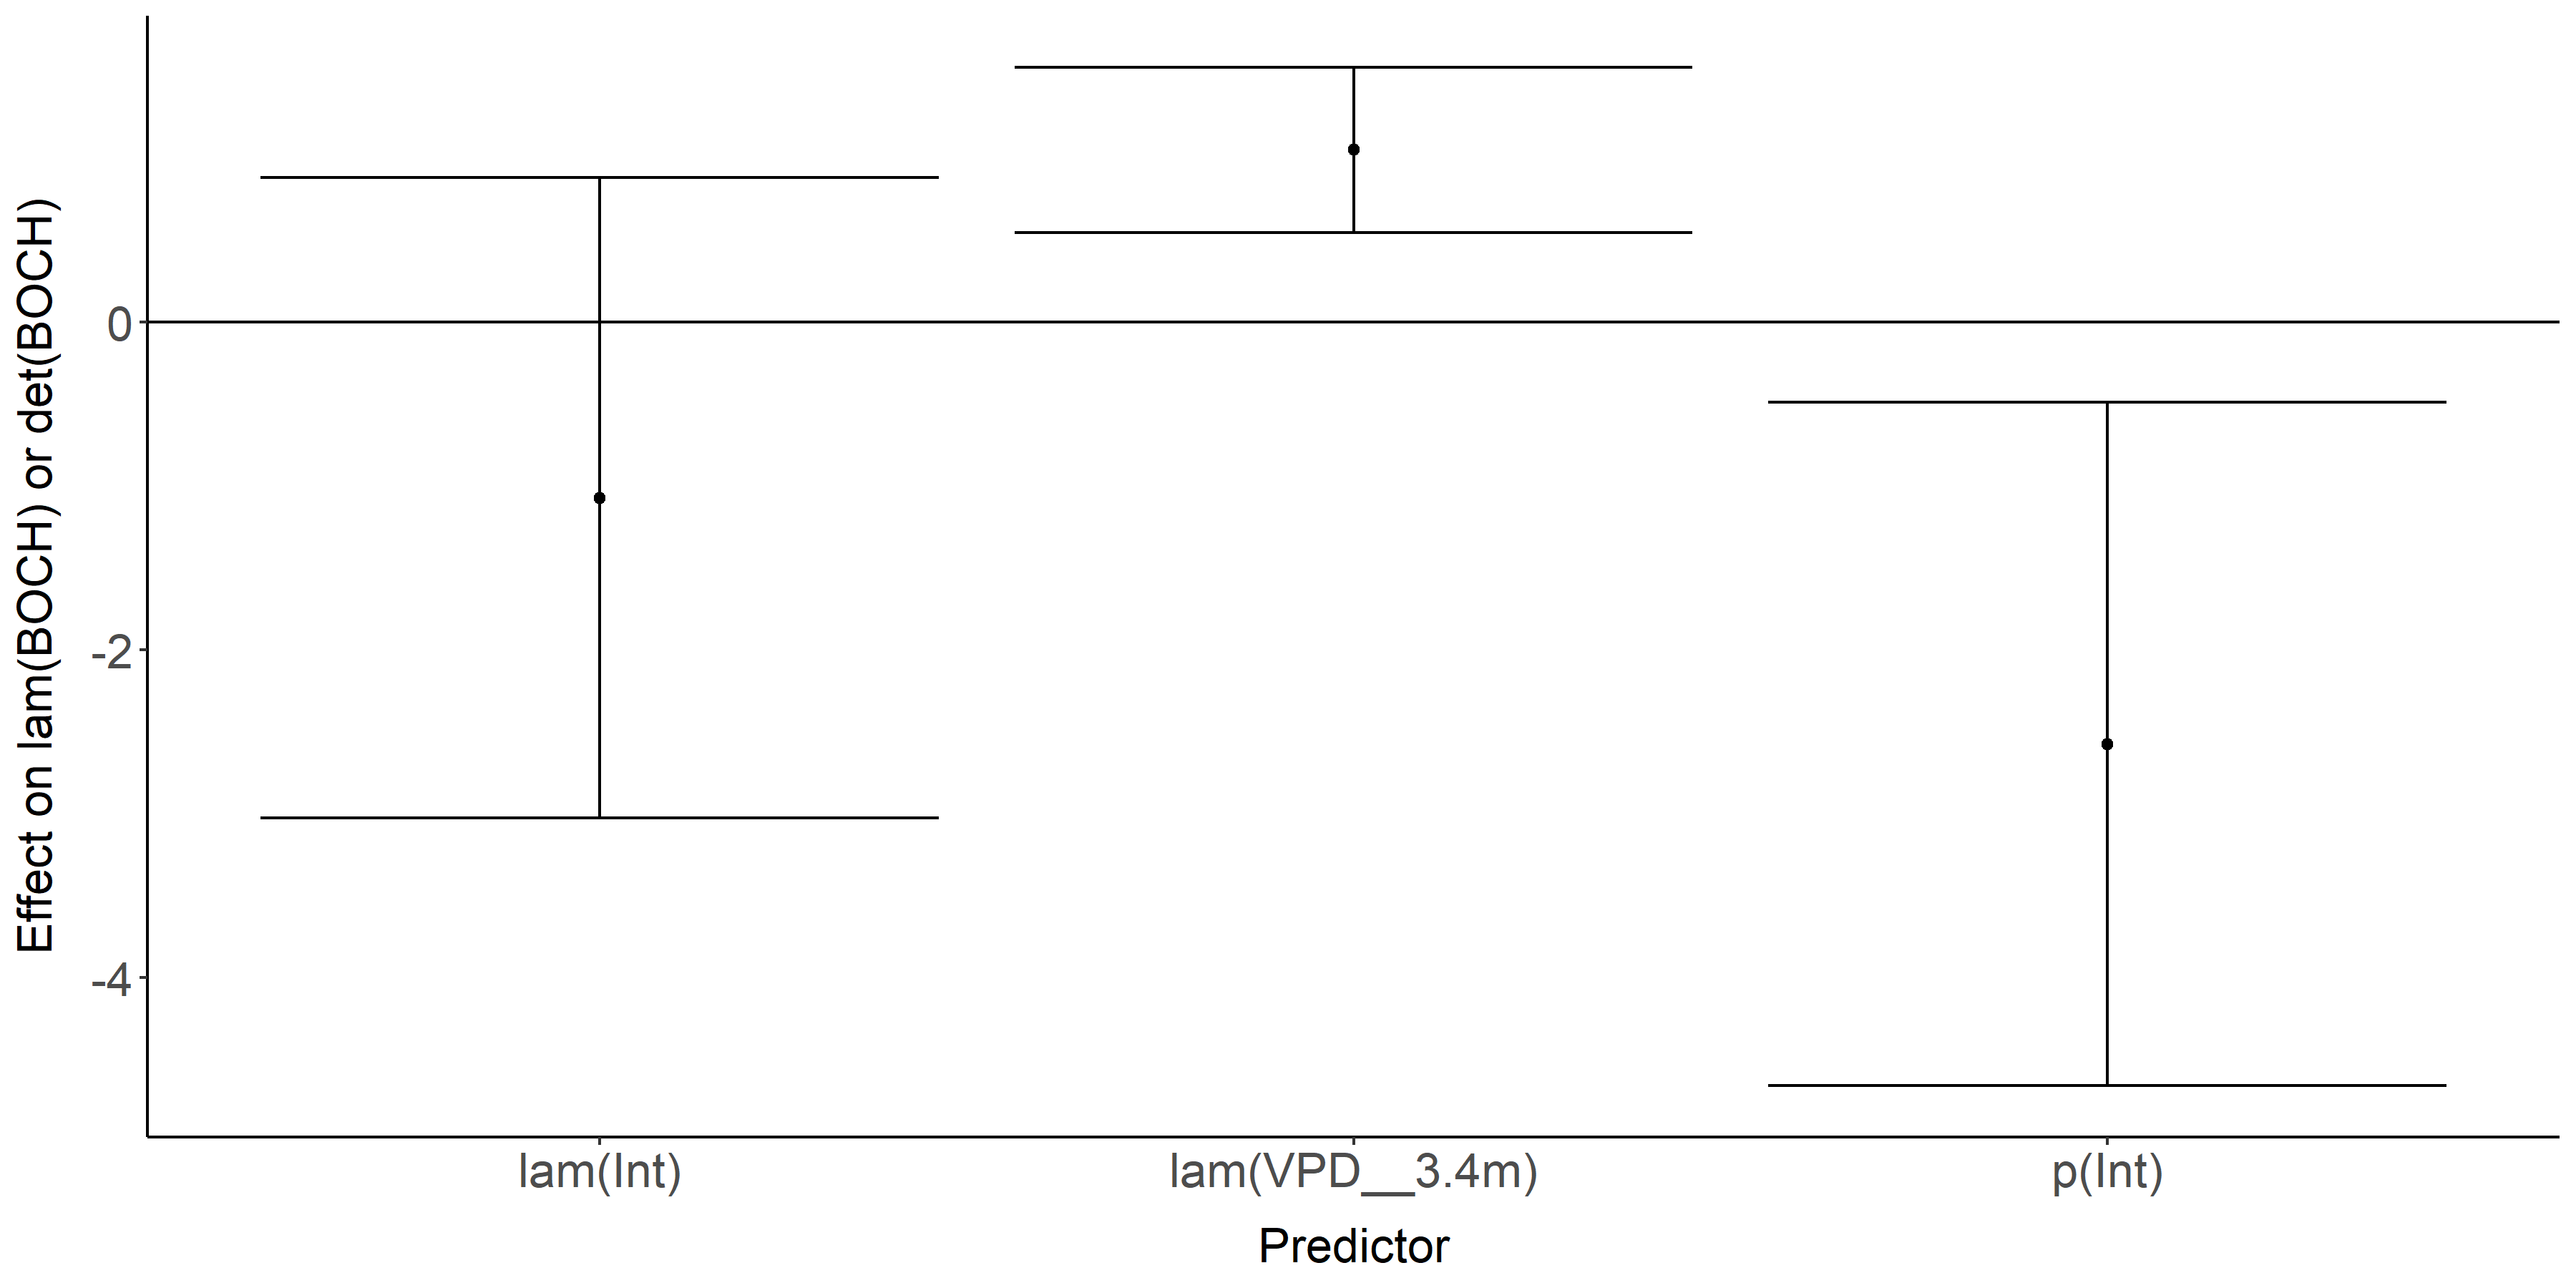 Effect on lam(BOCH) or det(BOCH)
0
-2
-4
lam(Int)
lam(VPD__3.4m)
p(Int)
Predictor